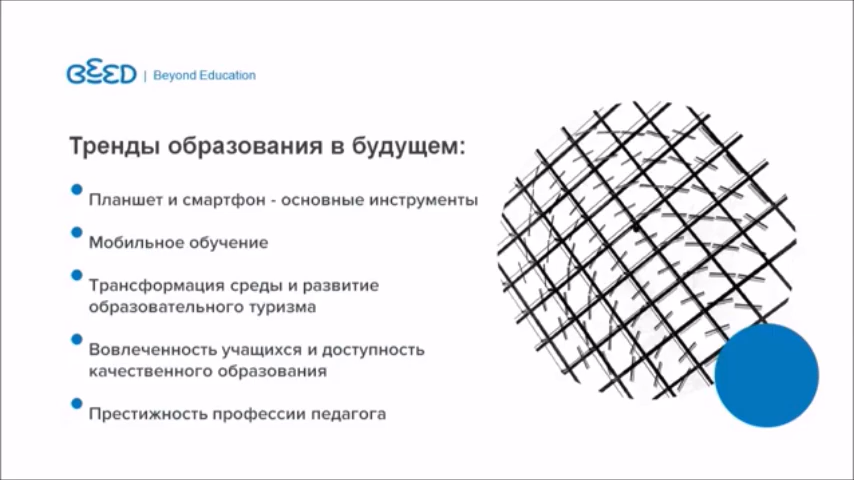 BEED | Beyond Education
Тренды образования в будущем:
Планшет и смартфон - основные инструменты
Мобильное обучение
Трансформация среды и развитие
образовательного туризма
Вовлеченность учащихся и доступность
качественного образования
Престижность профессии педагога